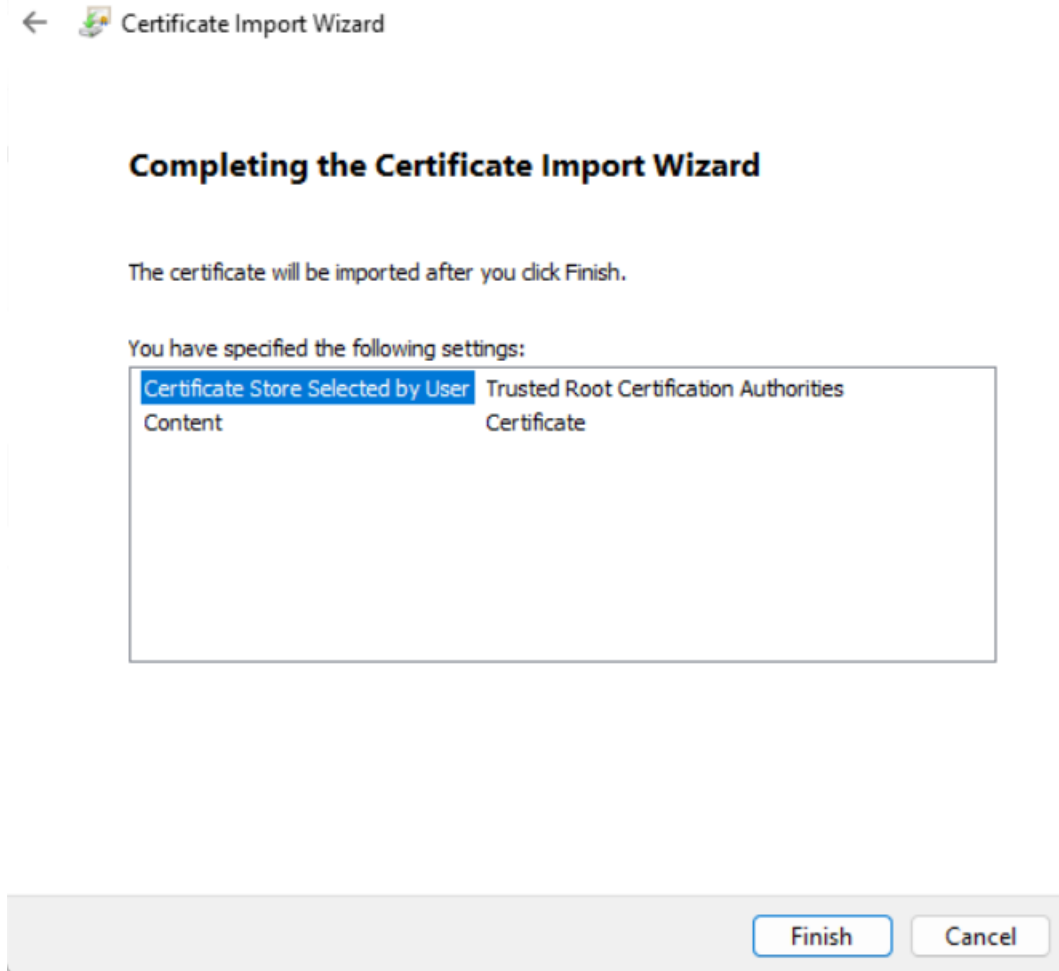 Certificate Import Wizard
Completing the Certificate Import Wizard
The certificate will be imported after you click Finish.
You have specified the following settings:
Certificate Store Selected by User Trusted Root Certification Authorities
Content Certificate
Finish Cancel